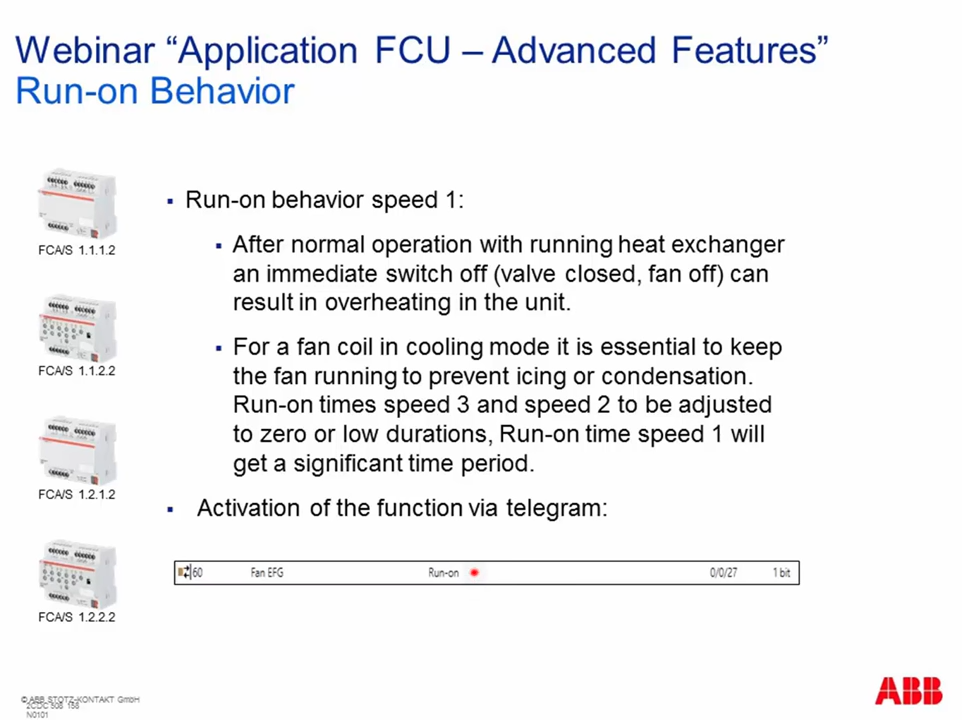 Webinar “Application FCU – Advanced Features”
Run-on Behavior
FCA/S 1.1.1.2
FCA/S 1.1.2.2
FCA/S 1.2.1.2
FCA/S 1.2.2.2
▪ Run-on behavior speed 1:
▪ After normal operation with running heat exchanger
an immediate switch off (valve closed, fan off) can
result in overheating in the unit.
▪ For a fan coil in cooling mode it is essential to keep
the fan running to prevent icing or condensation.
Run-on times speed 3 and speed 2 to be adjusted
to zero or low durations, Run-on time speed 1 will
get a significant time period.
▪ Activation of the function via telegram:
60 Fan EFG Run-on 0/0/27 1 bit
© ABB STOTZ-KONTAKT GmbH
2CDC 508 158
N0101
ABB